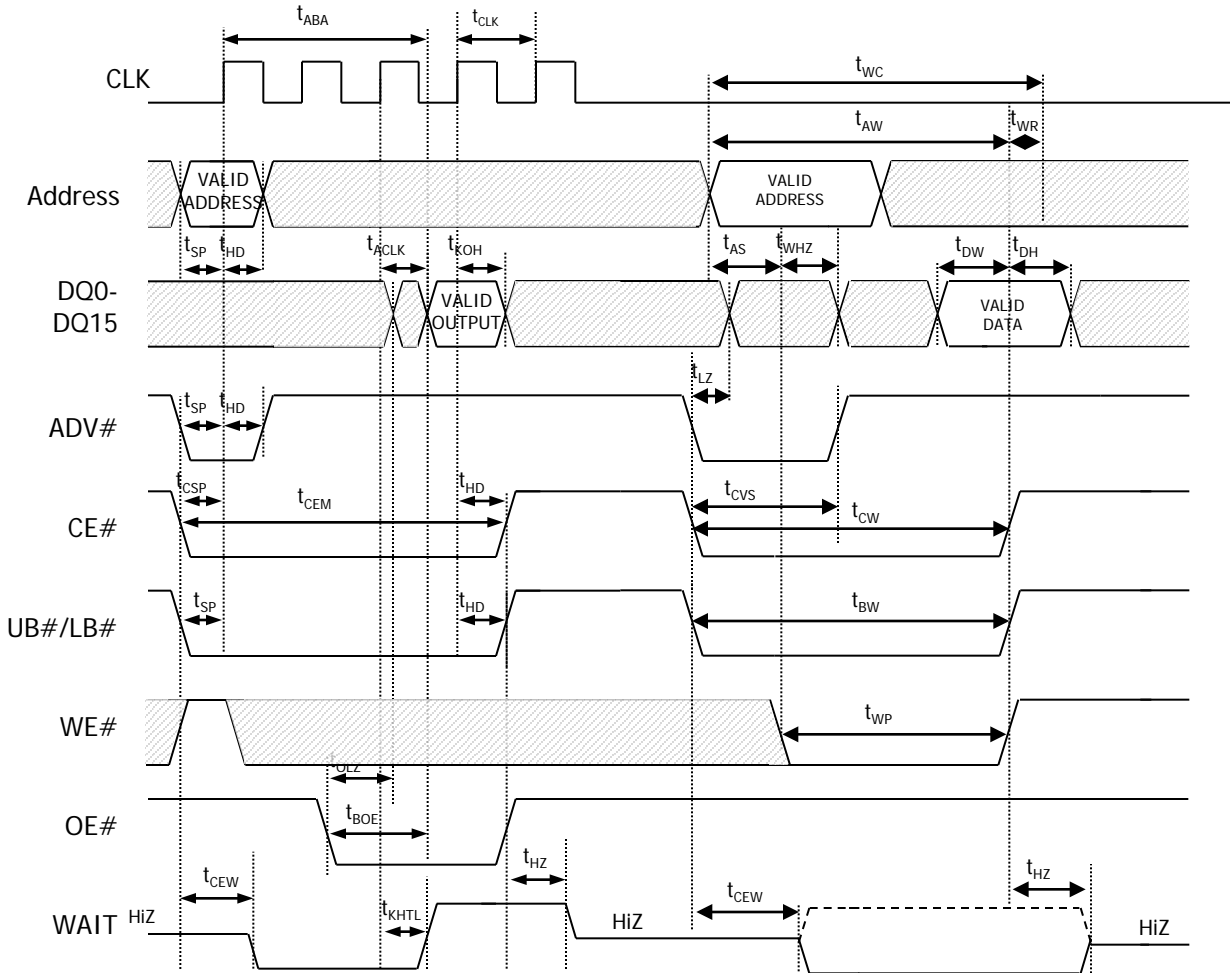 tABA
tCLK
CLK
tWC
tAW
tWR
Address
VALID
ADDRESS
VALID
ADDRESS
tSP
tHD
tACLK
tKOH
tAS
tWHZ
tDW
tDH
DQ0-
DQ15
VALID
OUTPUT
VALID
DATA
tLZ
ADV#
tSP
tHD
CE#
tCSP
tCEM
tHD
tCVS
tCW
UB#/LB#
tSP
tHD
tBW
WE#
tWP
tOLZ
OE#
tBOE
tHZ
tHZ
tCEW
tCEW
WAIT
HiZ
tKHTL
HiZ
HiZ